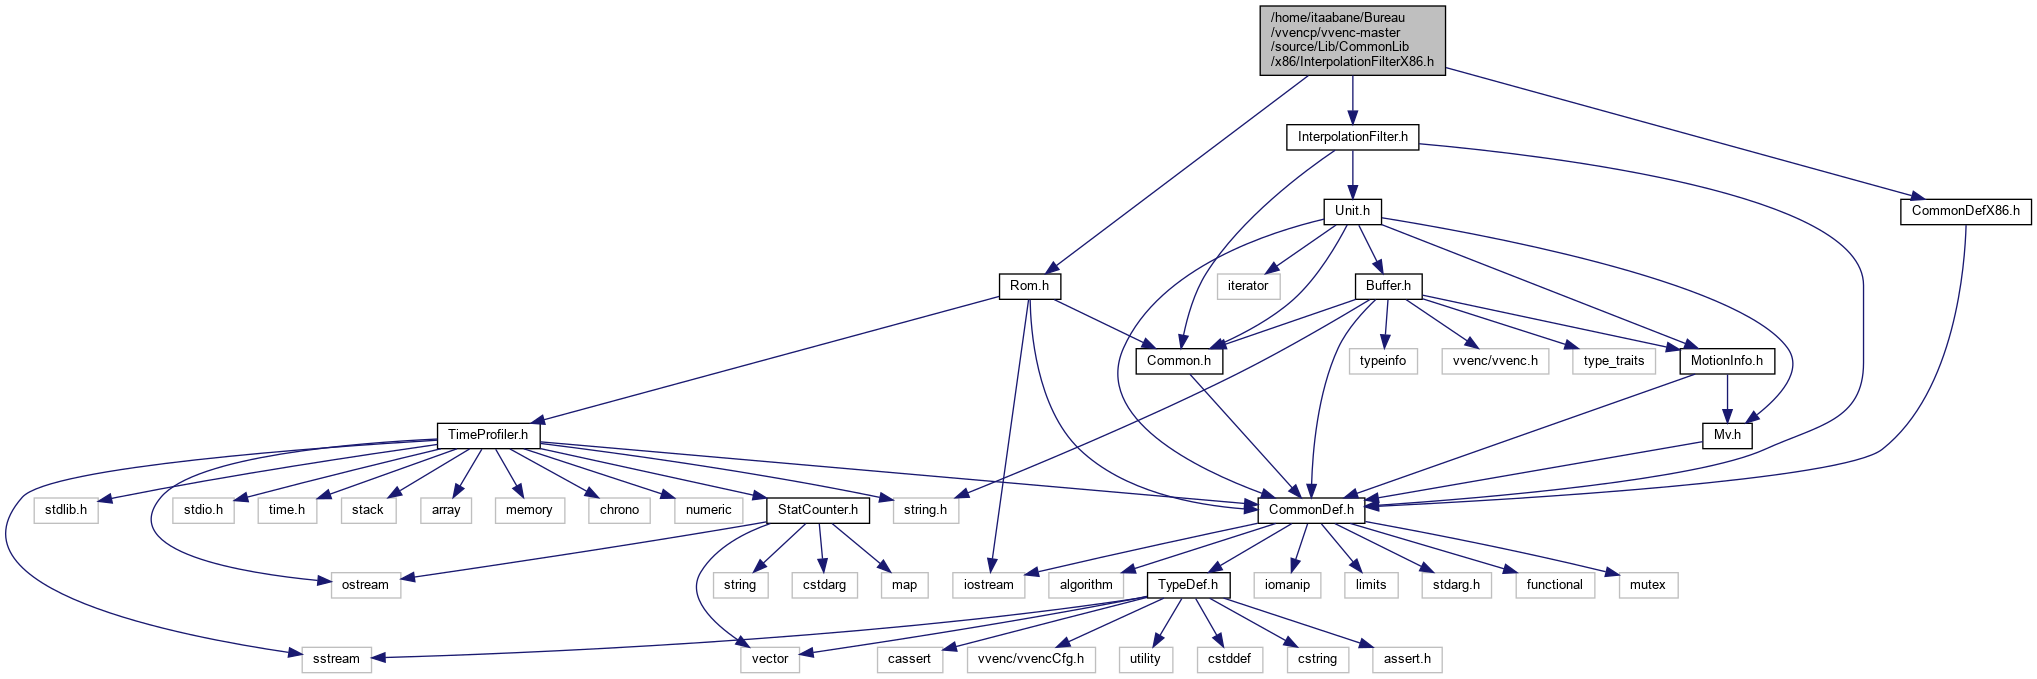 /home/itaabane/Bureau
/vvencp/vvenc-master
/source/Lib/CommonLib
/x86/InterpolationFilterX86.h
InterpolationFilter.h
Unit.h
CommonDefX86.h
Rom.h
iterator
Buffer.h
Common.h
typeinfo
vvenc/vvenc.h
type_traits
MotionInfo.h
TimeProfiler.h
Mv.h
stdlib.h
stdio.h
time.h
stack
array
memory
chrono
numeric
StatCounter.h
string.h
CommonDef.h
ostream
string
cstdarg
map
iostream
algorithm
TypeDef.h
iomanip
limits
stdarg.h
functional
mutex
sstream
vector
cassert
vvenc/vvencCfg.h
utility
cstddef
cstring
assert.h